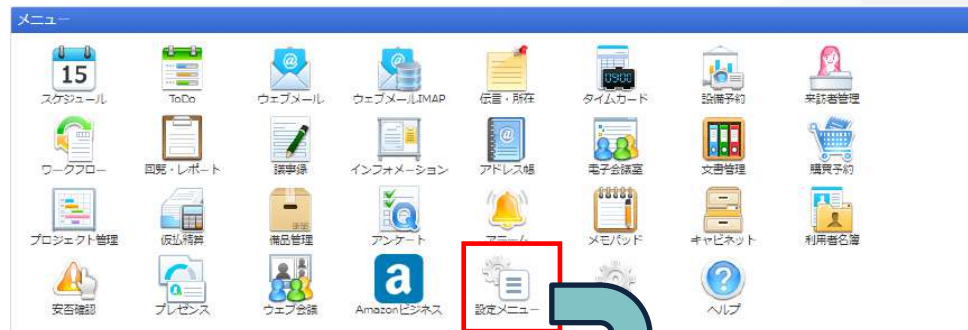 メニュー
15
スケジュール ToDo ウェブメール ウェブメールIMAP 伝言・所在 タイムカード 設備予約 来訪者管理
09:00
ワークフロー 回覧・レポート 議事録 インフォメーション アドレス帳 電子会議室 文書管理 購買予約
プロジェクト管理 仮払精算 備品管理 アンケート アラーム メモパッド キャビネット 利用者名簿
安否確認 プレゼンス ウェブ会議 Amazonビジネス 設定メニュー ヘルプ